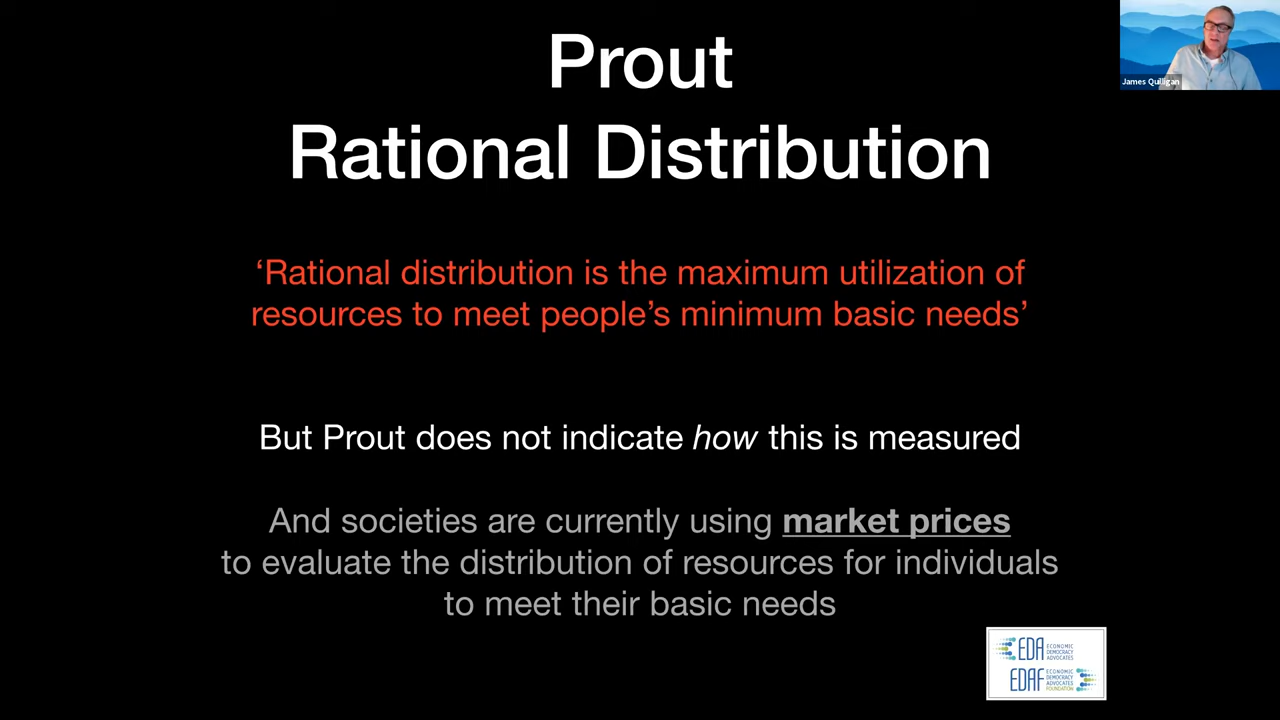 Prout
Rational Distribution
James Quilligan
‘Rational distribution is the maximum utilization of
resources to meet people’s minimum basic needs’
But Prout does not indicate how this is measured
And societies are currently using market prices
to evaluate the distribution of resources for individuals
to meet their basic needs
EDA ECONOMIC
DEMOCRACY
ADVOCATES
EDAF ECONOMIC
DEMOCRACY
ADVOCATES
FOUNDATION